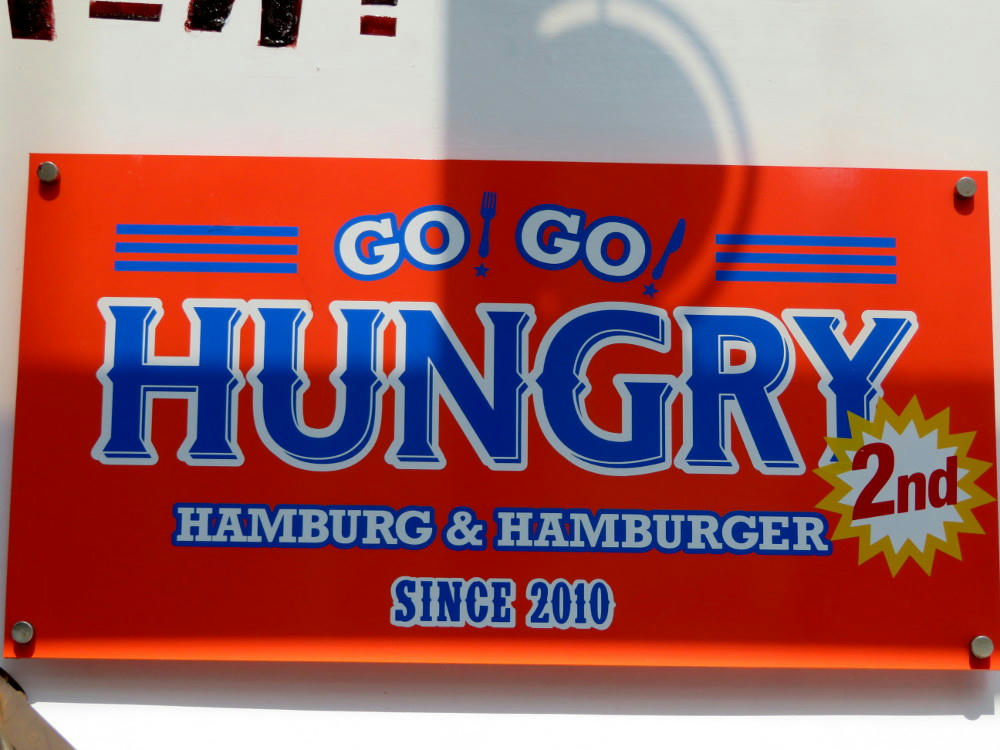 GO! GO!
HUNGRY
2nd
HAMBURG & HAMBURGER
SINCE 2010